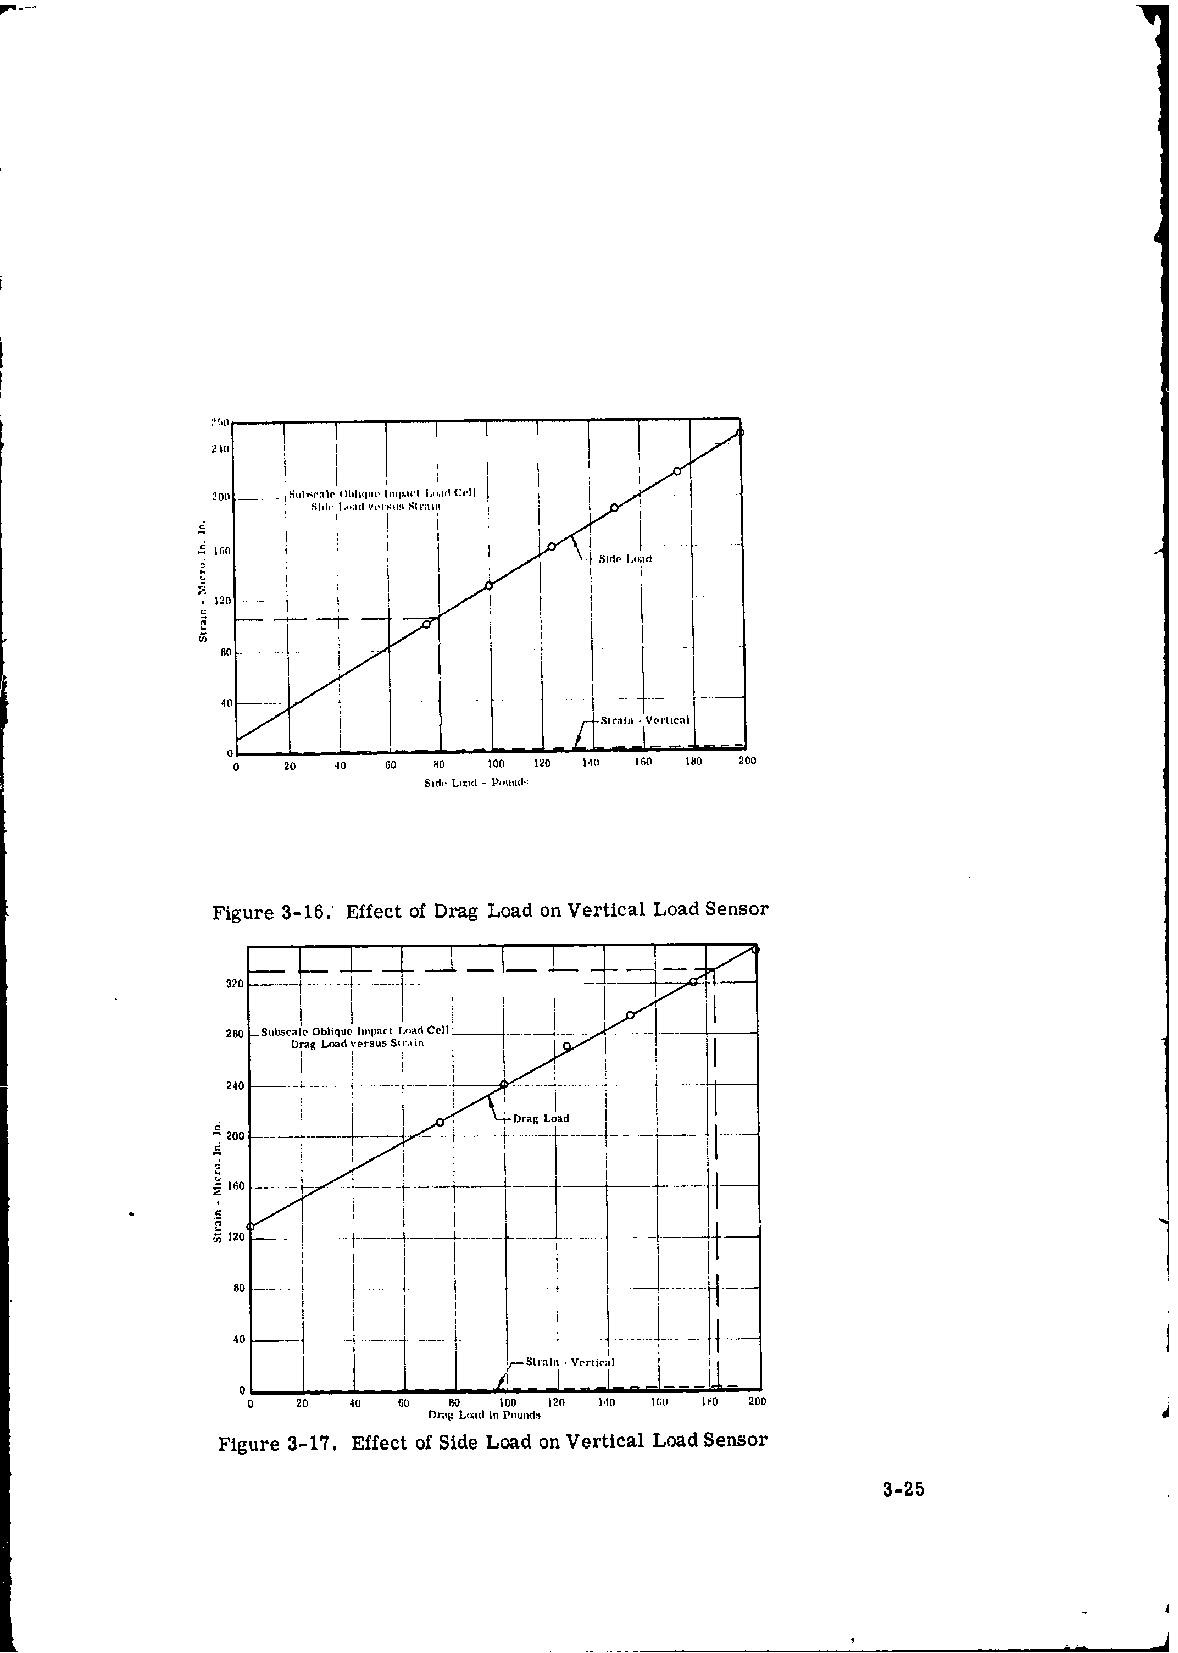 240
200
160
120
80
40
0
Strain - Micro. In. In.
Subscale Oblique Impact Load Cell
Side Load versus Strain
Side Load
Strain - Vertical
0 20 40 60 80 100 120 140 160 180 200
Side Load - Pounds
Figure 3-16. Effect of Drag Load on Vertical Load Sensor
320
280
240
200
160
120
80
40
0
Strain - Micro. In. In.
Subscale Oblique Impact Load Cell
Drag Load versus Strain
Drag Load
Strain - Vertical
0 20 40 60 80 100 120 140 160 180 200
Drag Load in Pounds
Figure 3-17. Effect of Side Load on Vertical Load Sensor
3-25